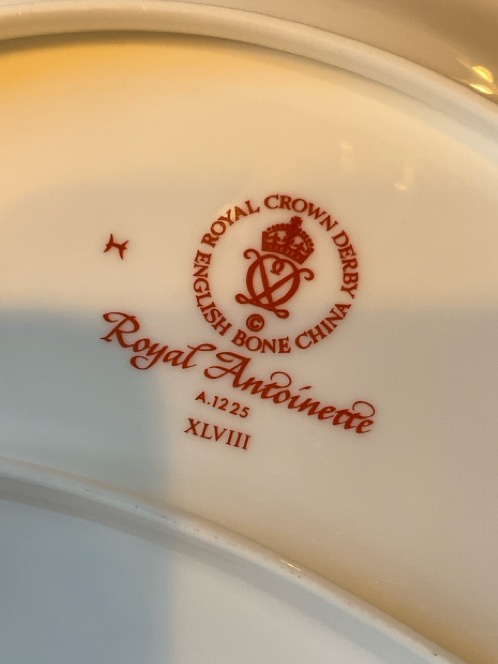 ROYAL CROWN DERBY
ENGLISH BONE CHINA
©
Royal Antoinette
A.1225
XLVIII